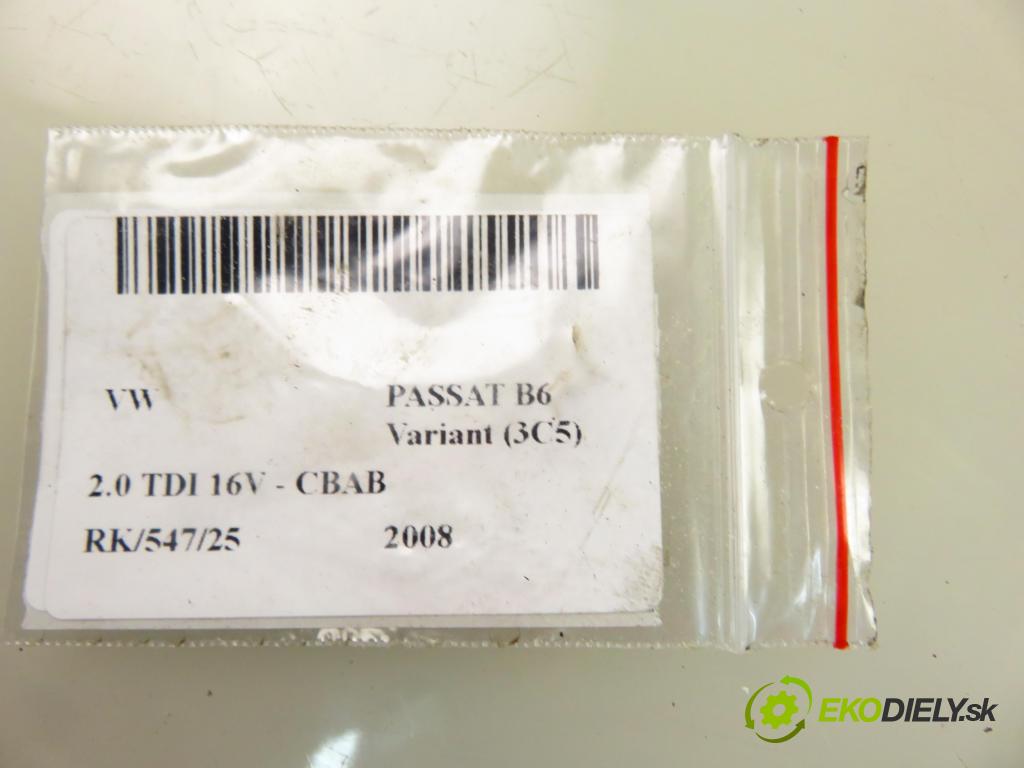 VW PASSAT B6
Variant (3C5)
2.0 TDI 16V - CBAB
RK/547/25 2008
EKODIELY.sk